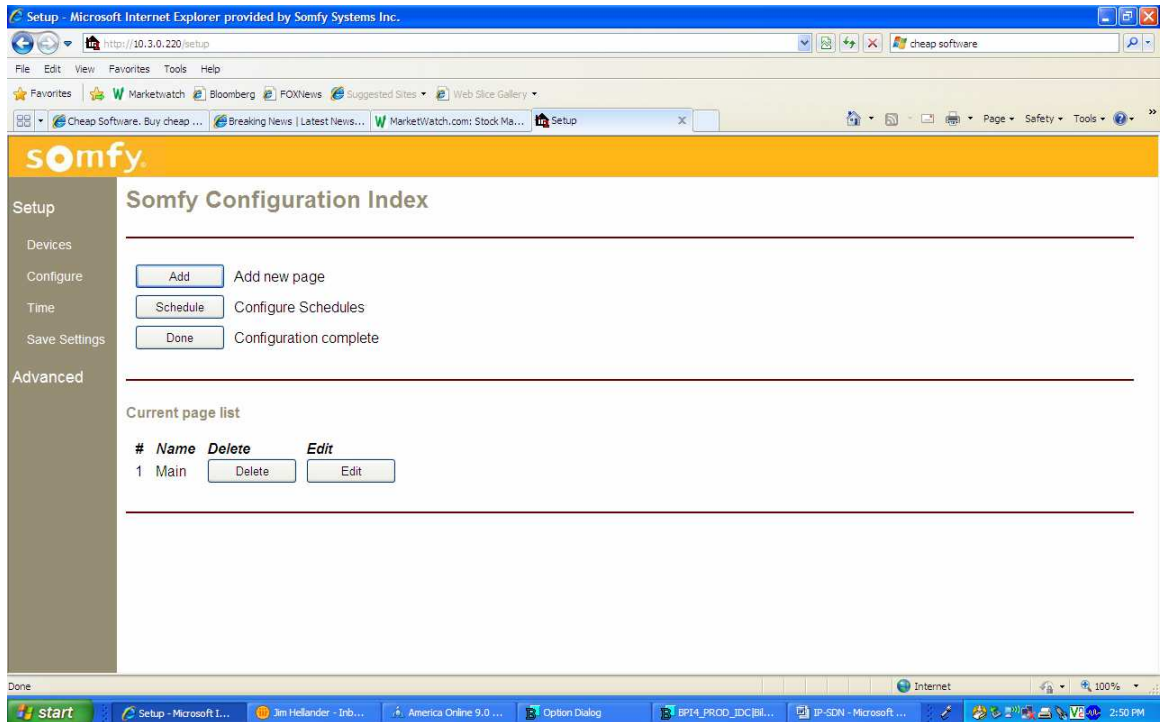 Setup - Microsoft Internet Explorer provided by Somfy Systems Inc.
http://10.3.0.220/setup
cheap software
File Edit View Favorites Tools Help
Favorites Marketwatch Bloomberg FOXNews Suggested Sites Web Slice Gallery
Cheap Software. Buy cheap ... Breaking News | Latest News... MarketWatch.com: Stock Ma... Setup x Page Safety Tools »
somfy.
Setup
Devices
Configure
Time
Save Settings
Advanced
Somfy Configuration Index
Add Add new page
Schedule Configure Schedules
Done Configuration complete
Current page list
# Name Delete Edit
1 Main Delete Edit
Done Internet 100%
start Setup - Microsoft I... Jim Hellander - Inb... America Online 9.0 ... Option Dialog BPI4_PROD_IDC|Bil... IP-SDN - Microsoft ... 2:50 PM